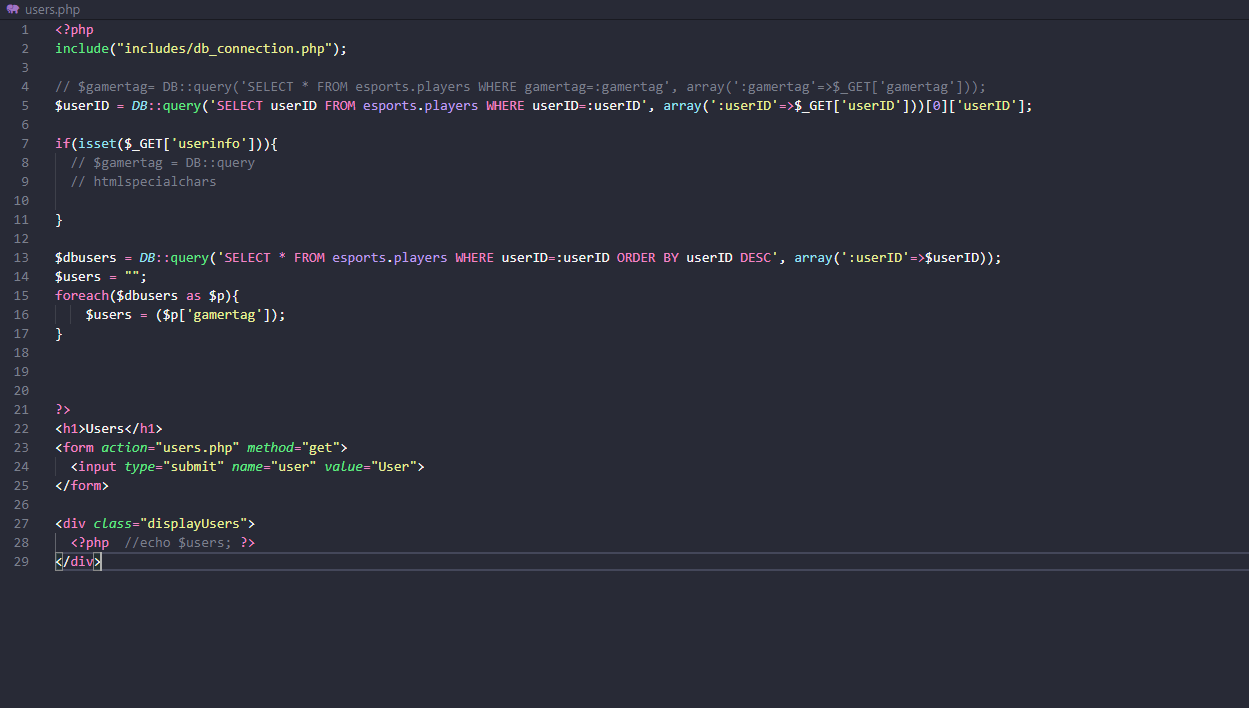 users.php
1 <?php
2 include("includes/db_connection.php");
3
4 // $gamertag= DB::query('SELECT * FROM esports.players WHERE gamertag=:gamertag', array(':gamertag'=>$_GET['gamertag']));
5 $userID = DB::query('SELECT userID FROM esports.players WHERE userID=:userID', array(':userID'=>$_GET['userID']))[0]['userID'];
6
7 if(isset($_GET['userinfo'])){
8   // $gamertag = DB::query
9   // htmlspecialchars
10
11 }
12
13 $dbusers = DB::query('SELECT * FROM esports.players WHERE userID=:userID ORDER BY userID DESC', array(':userID'=>$userID));
14 $users = "";
15 foreach($dbusers as $p){
16     $users = ($p['gamertag']);
17 }
18
19
20
21 ?>
22 <h1>Users</h1>
23 <form action="users.php" method="get">
24   <input type="submit" name="user" value="User">
25 </form>
26
27 <div class="displayUsers">
28   <?php  //echo $users; ?>
29 </div>